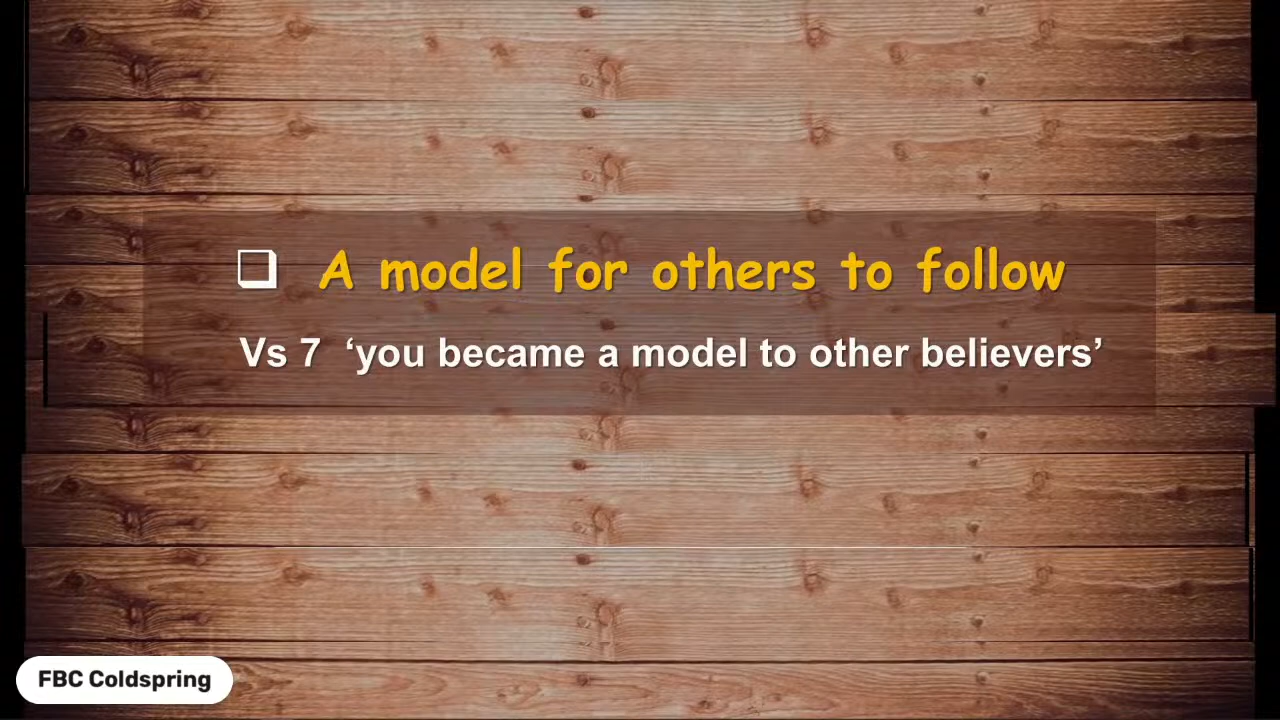 ❑ A model for others to follow
Vs 7 ‘you became a model to other believers’
FBC Coldspring